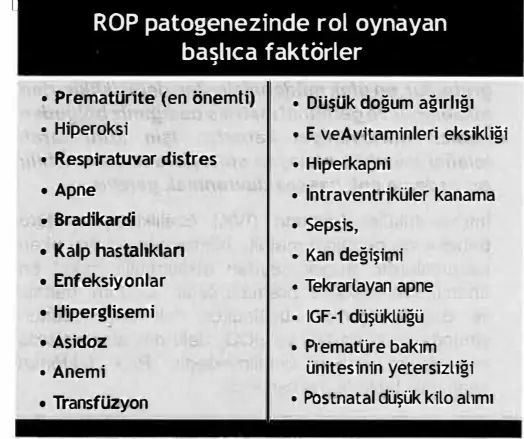 ROP patogenezinde rol oynayan
başlıca faktörler
• Prematürite (en önemli)
• Hiperoksi
• Respiratuvar distres
• Apne
• Bradikardi
• Kalp hastalıkları
• Enfeksiyonlar
• Hiperglisemi
• Asidoz
• Anemi
• Transfüzyon
• Düşük doğum ağırlığı
• E ve A vitaminleri eksikliği
• Hiperkapni
• İntraventriküler kanama
• Sepsis,
• Kan değişimi
• Tekrarlayan apne
• IGF-1 düşüklüğü
• Prematüre bakım
ünitesinin yetersizliği
• Postnatal düşük kilo alımı